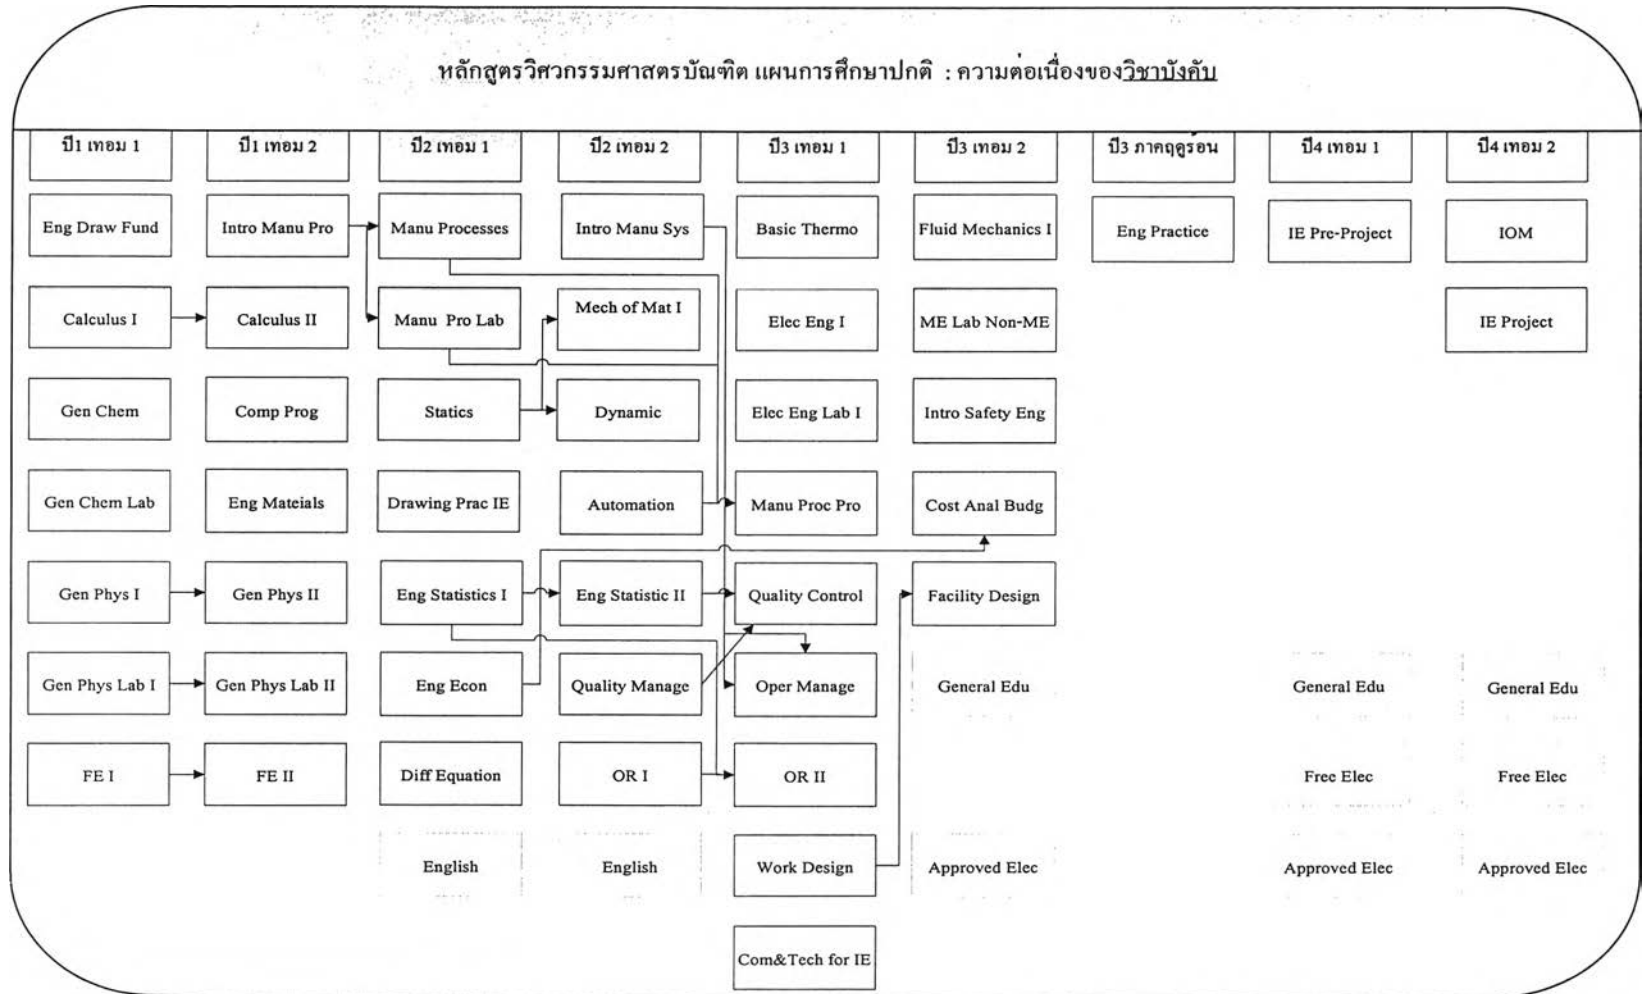 หลักสูตรวิศวกรรมศาสตรบัณฑิต แผนการศึกษาปกติ : ความต่อเนื่องของวิชาบังคับ
ปี1 เทอม 1 ปี1 เทอม 2 ปี2 เทอม 1 ปี2 เทอม 2 ปี3 เทอม 1 ปี3 เทอม 2 ปี3 ภาคฤดูร้อน ปี4 เทอม 1 ปี4 เทอม 2
Eng Draw Fund Intro Manu Pro Manu Processes Intro Manu Sys Basic Thermo Fluid Mechanics I Eng Practice IE Pre-Project IOM
Calculus I Calculus II Manu Pro Lab Mech of Mat I Elec Eng I ME Lab Non-ME IE Project
Gen Chem Comp Prog Statics Dynamic Elec Eng Lab I Intro Safety Eng
Gen Chem Lab Eng Mateials Drawing Prac IE Automation Manu Proc Pro Cost Anal Budg
Gen Phys I Gen Phys II Eng Statistics I Eng Statistic II Quality Control Facility Design
Gen Phys Lab I Gen Phys Lab II Eng Econ Quality Manage Oper Manage General Edu General Edu General Edu
FE I FE II Diff Equation OR I OR II Free Elec Free Elec
English English Work Design Approved Elec Approved Elec Approved Elec
Com&Tech for IE